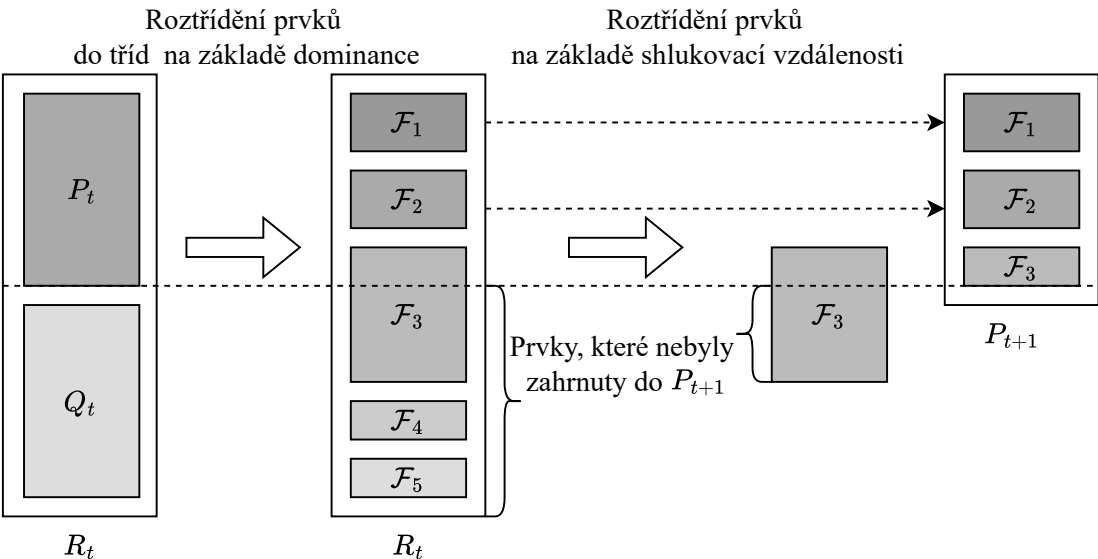 Roztřídění prvků
do tříd na základě dominance
Roztřídění prvků
na základě shlukovací vzdálenosti
P_t
Q_t
R_t
F_1
F_2
F_3
F_4
F_5
R_t
Prvky, které nebyly
zahrnuty do P_{t+1}
F_3
F_1
F_2
F_3
P_{t+1}